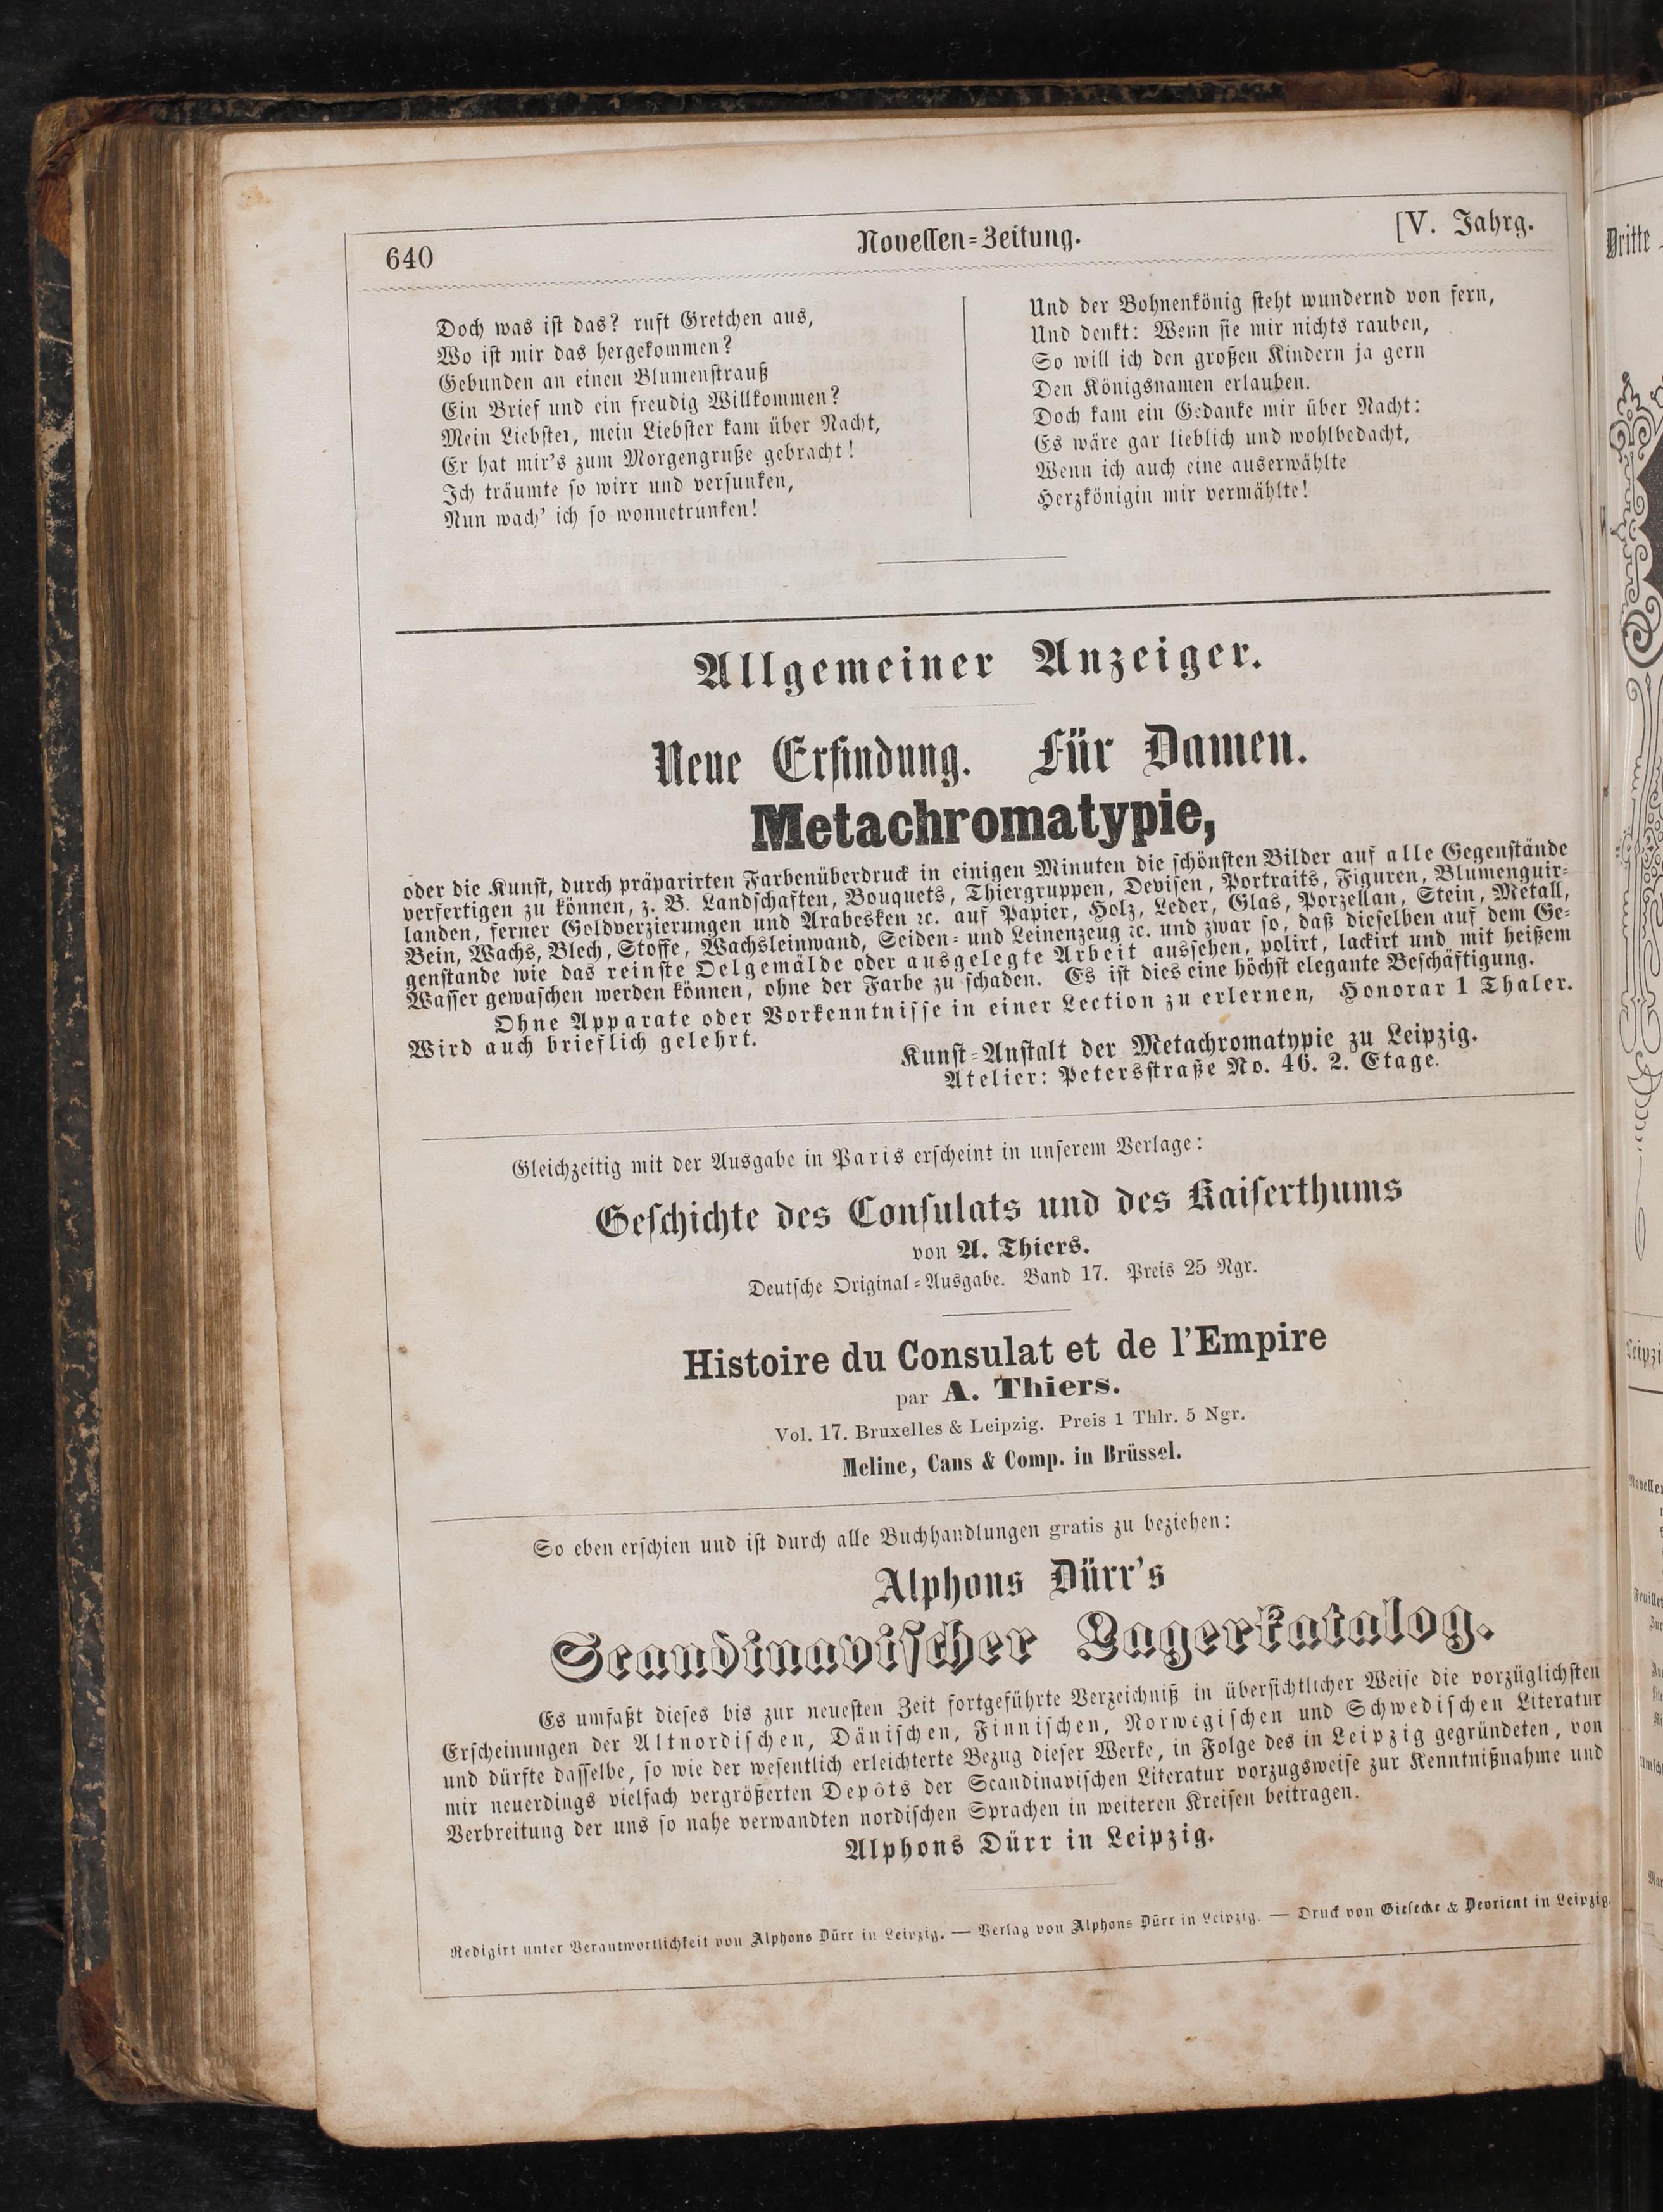 640
Novellen-Zeitung.
[V. Jahrg.
Doch was ist das? ruft Gretchen aus,
Wo ist mir das hergekommen?
Gebunden an einen Blumenstrauß
Ein Brief und ein freudig Willkommen?
Mein Liebster, mein Liebster kam über Nacht,
Er hat mir's zum Morgengruße gebracht!
Ich träumte so wirr und versunken,
Nun wach' ich so wonnetrunken!
Und der Bohnenkönig steht wundernd von fern,
Und denkt: Wenn sie mir nichts rauben,
So will ich den großen Kindern ja gern
Den Königsnamen erlauben.
Doch kam ein Gedanke mir über Nacht:
Es wäre gar lieblich und wohlbedacht,
Wenn ich auch eine auserwählte
Herzkönigin mir vermählte!
Allgemeiner Anzeiger.
Neue Erfindung. Für Damen.
Metachromatypie,
oder die Kunst, durch präparirten Farbenüberdruck in einigen Minuten die schönsten Bilder auf alle Gegenstände
verfertigen zu können, z. B. Landschaften, Bouquets, Thiergruppen, Devisen, Portraits, Figuren, Blumenguir-
landen, ferner Goldverzierungen und Arabesken ꝛc. auf Papier, Holz, Leder, Glas, Porzellan, Stein, Metall,
Bein, Wachs, Blech, Stoffe, Wachsleinwand, Seiden- und Leinenzeug ꝛc. und zwar so, daß dieselben auf dem Ge-
genstande wie das reinste Oelgemälde oder ausgelegte Arbeit aussehen, polirt, lackirt und mit heißem
Wasser gewaschen werden können, ohne der Farbe zu schaden. Es ist dies eine höchst elegante Beschäftigung.
Ohne Apparate oder Vorkenntnisse in einer Lection zu erlernen, Honorar 1 Thaler.
Wird auch brieflich gelehrt.
Kunst-Anstalt der Metachromatypie zu Leipzig.
Atelier: Petersstraße No. 46. 2. Etage.
Gleichzeitig mit der Ausgabe in Paris erscheint in unserem Verlage:
Geschichte des Consulats und des Kaiserthums
von A. Thiers.
Deutsche Original-Ausgabe. Band 17. Preis 25 Ngr.
Histoire du Consulat et de l'Empire
par A. Thiers.
Vol. 17. Bruxelles & Leipzig. Preis 1 Thlr. 5 Ngr.
Meline, Cans & Comp. in Brüssel.
So eben erschien und ist durch alle Buchhandlungen gratis zu beziehen:
Alphons Dürr's
Scandinavischer Lagerkatalog.
Es umfaßt dieses bis zur neuesten Zeit fortgeführte Verzeichniß in übersichtlicher Weise die vorzüglichsten
Erscheinungen der Altnordischen, Dänischen, Finnischen, Norwegischen und Schwedischen Literatur
und dürfte dasselbe, so wie der wesentlich erleichterte Bezug dieser Werke, in Folge des in Leipzig gegründeten, von
mir neuerdings vielfach vergrößerten Depôts der Scandinavischen Literatur vorzugsweise zur Kenntnißnahme und
Verbreitung der uns so nahe verwandten nordischen Sprachen in weiteren Kreisen beitragen.
Alphons Dürr in Leipzig.
Redigirt unter Verantwortlichkeit von Alphons Dürr in Leipzig. — Verlag von Alphons Dürr in Leipzig. — Druck von Giesecke & Devrient in Leipzig.
Dritte